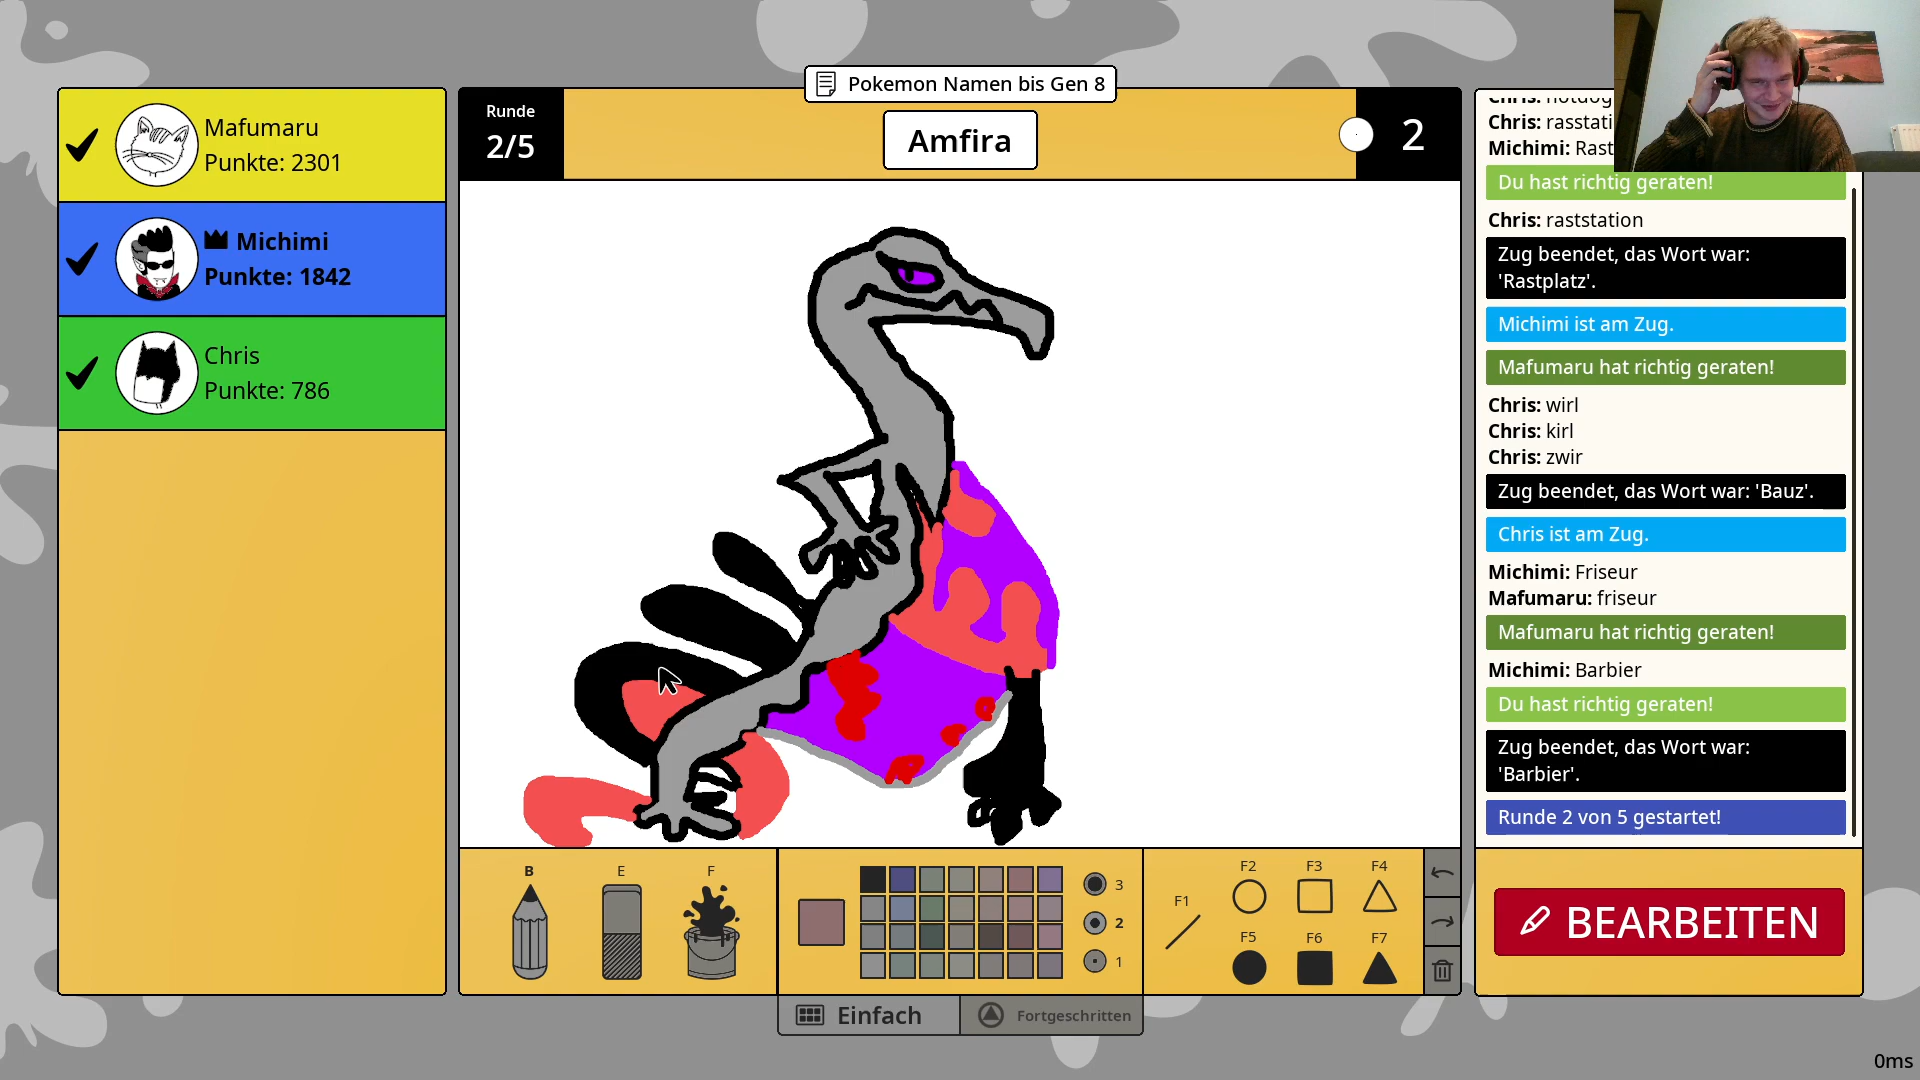 Pokemon Namen bis Gen 8
Mafumaru
Punkte: 2301
Michimi
Punkte: 1842
Chris
Punkte: 786
Runde
2/5
Amfira
2
Chris: hotdog
Chris: rasstati
Michimi: Rast
Du hast richtig geraten!
Chris: raststation
Zug beendet, das Wort war:
'Rastplatz'.
Michimi ist am Zug.
Mafumaru hat richtig geraten!
Chris: wirl
Chris: kirl
Chris: zwir
Zug beendet, das Wort war: 'Bauz'.
Chris ist am Zug.
Michimi: Friseur
Mafumaru: friseur
Mafumaru hat richtig geraten!
Michimi: Barbier
Du hast richtig geraten!
Zug beendet, das Wort war:
'Barbier'.
Runde 2 von 5 gestartet!
B
E
F
3
2
1
F1
F2
F3
F4
F5
F6
F7
BEARBEITEN
Einfach
Fortgeschritten
0ms